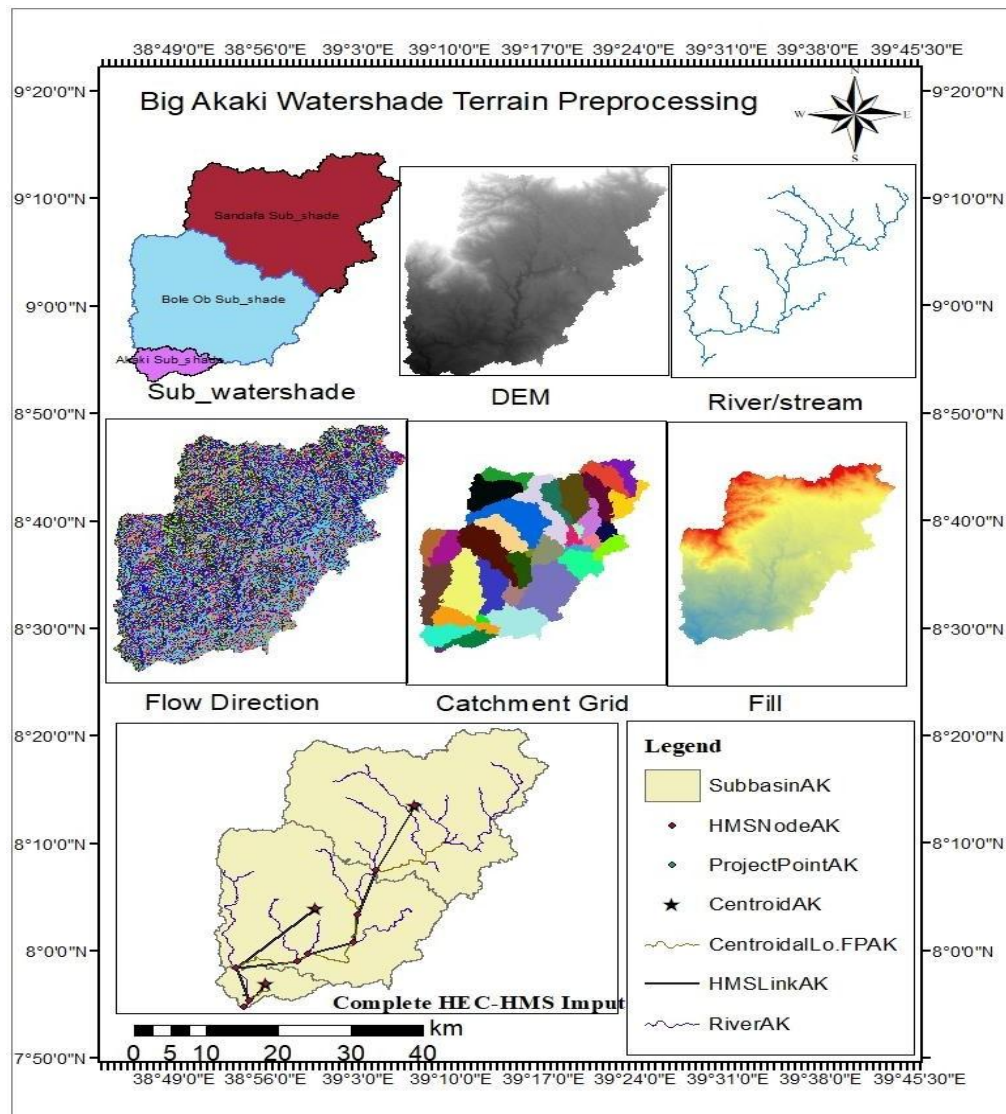 38°49'0"E 38°56'0"E 39°3'0"E 39°10'0"E 39°17'0"E 39°24'0"E 39°31'0"E 39°38'0"E 39°45'30"E
9°20'0"N 9°20'0"N
Big Akaki Watershade Terrain Preprocessing
N
W E
S
9°10'0"N 9°10'0"N
Sandafa Sub_shade
Bole Ob Sub_shade
9°0'0"N 9°0'0"N
Akaki Sub_shade
Sub_watershade DEM River/stream
8°50'0"N 8°50'0"N
8°40'0"N 8°40'0"N
8°30'0"N 8°30'0"N
Flow Direction Catchment Grid Fill
8°20'0"N 8°20'0"N
Legend
SubbasinAK
HMSNodeAK
8°10'0"N 8°10'0"N
ProjectPointAK
CentroidAK
CentroidalLo.FPAK
8°0'0"N 8°0'0"N
HMSLinkAK
RiverAK
Complete HEC-HMS Imput
km
0 5 10 20 30 40
7°50'0"N 7°50'0"N
38°49'0"E 38°56'0"E 39°3'0"E 39°10'0"E 39°17'0"E 39°24'0"E 39°31'0"E 39°38'0"E 39°45'30"E